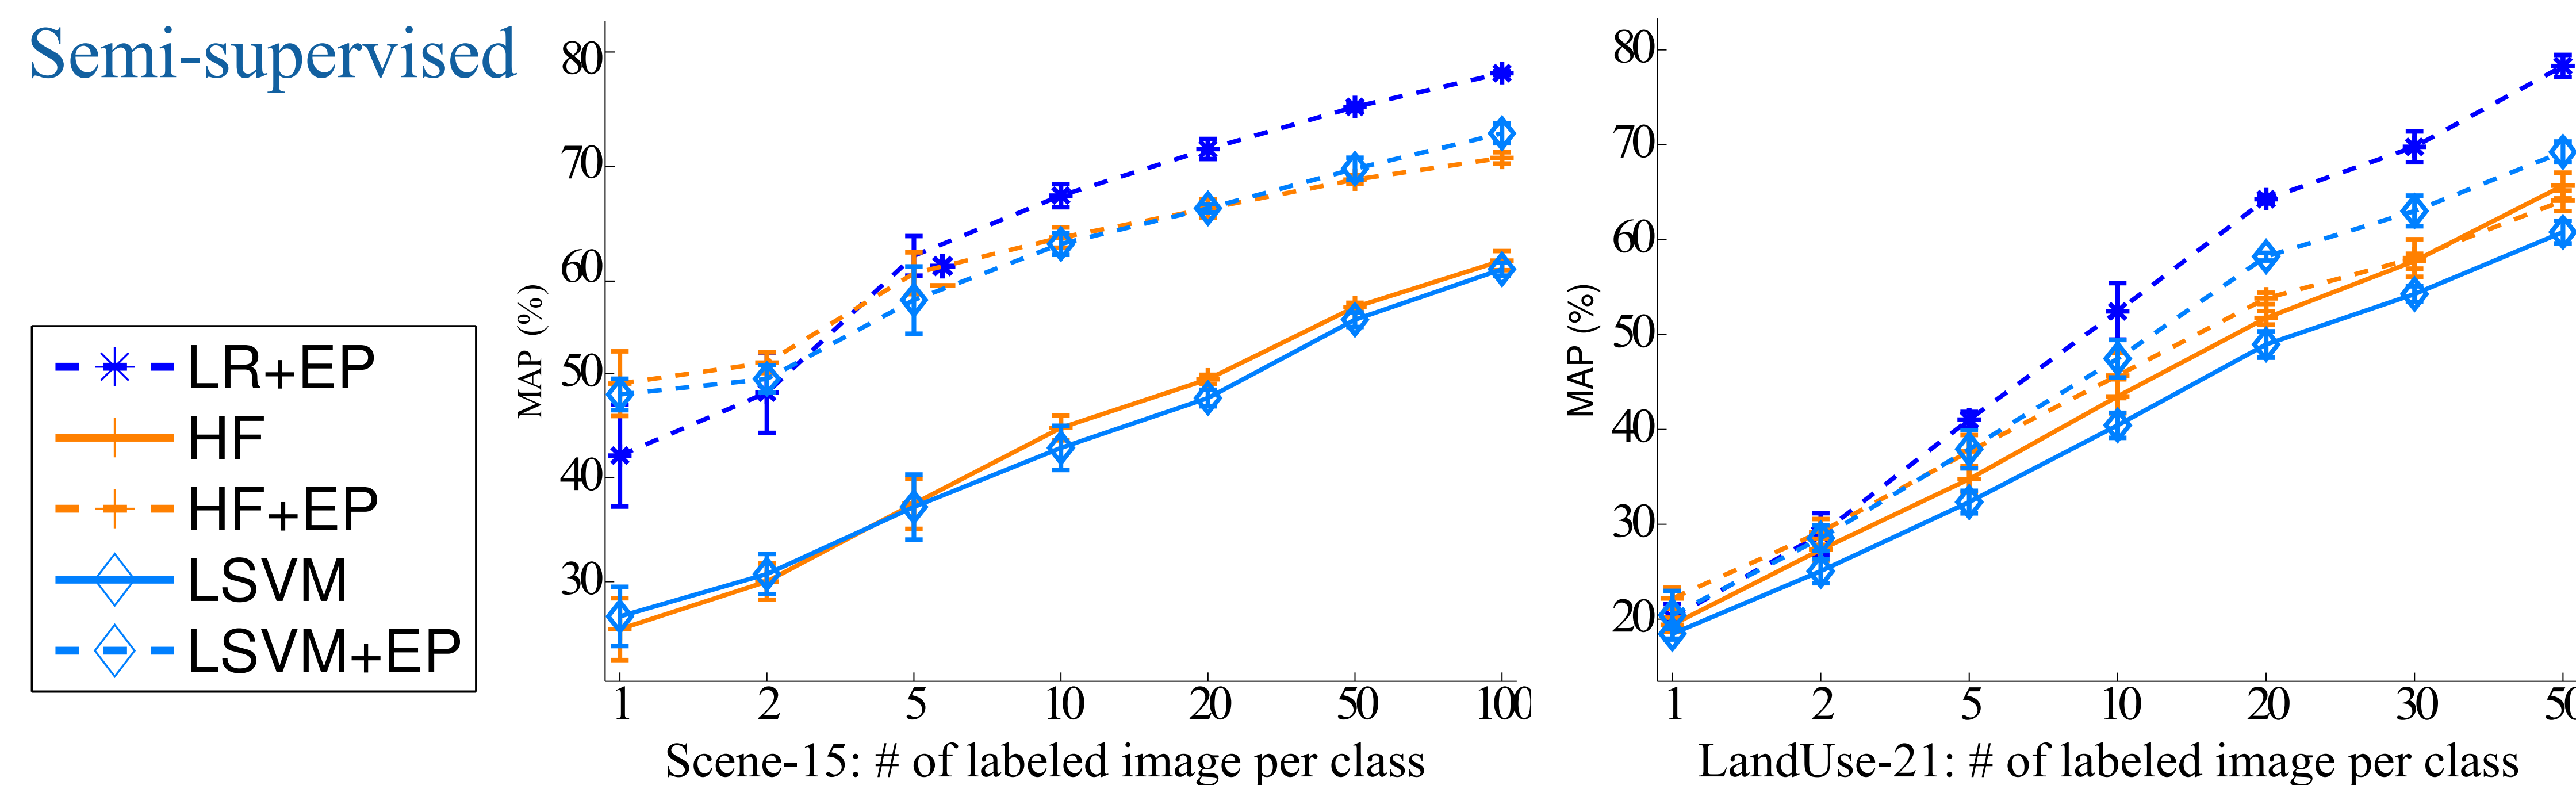 Semi-supervised
LR+EP
HF
HF+EP
LSVM
LSVM+EP
MAP (%)
80
70
60
50
40
30
1 2 5 10 20 50 100
Scene-15: # of labeled image per class
MAP (%)
80
70
60
50
40
30
20
1 2 5 10 20 30 50
LandUse-21: # of labeled image per class